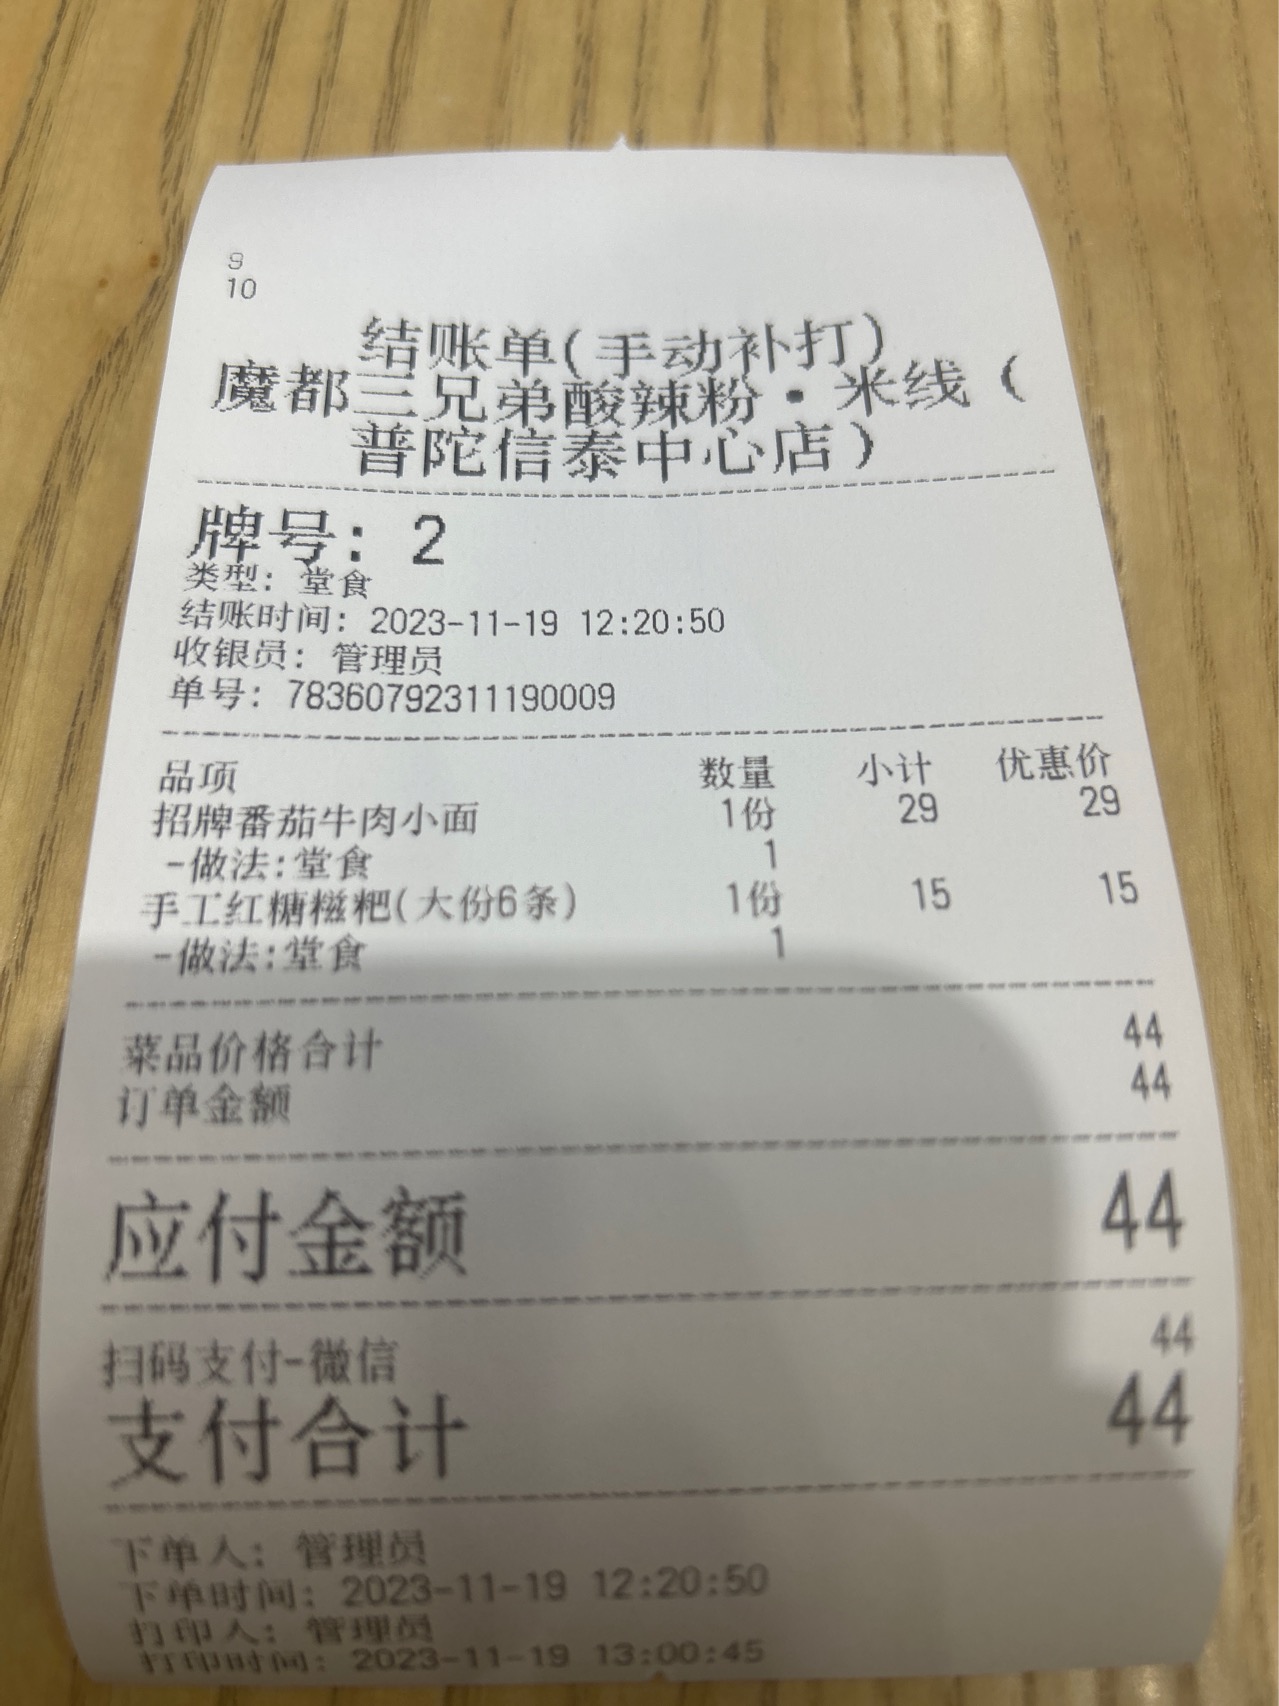 9
10
结账单(手动补打)
魔都三兄弟酸辣粉·米线(
普陀信泰中心店)
牌号: 2
类型: 堂食
结账时间: 2023-11-19 12:20:50
收银员: 管理员
单号: 78360792311190009
品项 数量 小计 优惠价
招牌番茄牛肉小面 1份 29 29
-做法:堂食 1
手工红糖糍粑(大份6条) 1份 15 15
-做法:堂食 1
菜品价格合计 44
订单金额 44
应付金额 44
扫码支付-微信 44
支付合计 44
下单人: 管理员
下单时间: 2023-11-19 12:20:50
打印人: 管理员
打印时间: 2023-11-19 13:00:45